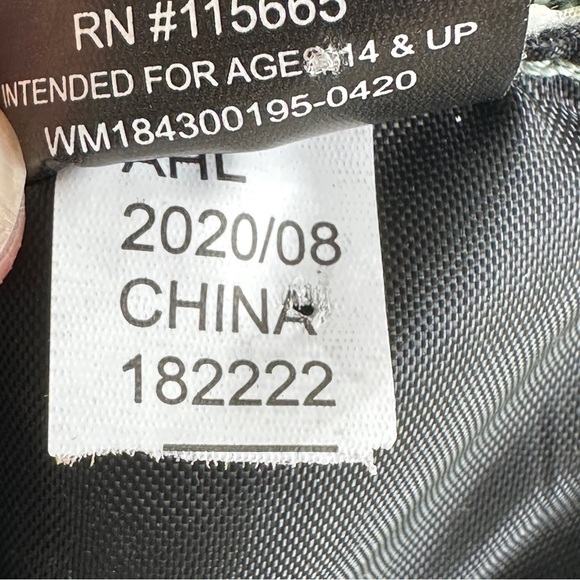 RN #115665
INTENDED FOR AGES 14 & UP
WM184300195-0420
AHL
2020/08
CHINA
182222